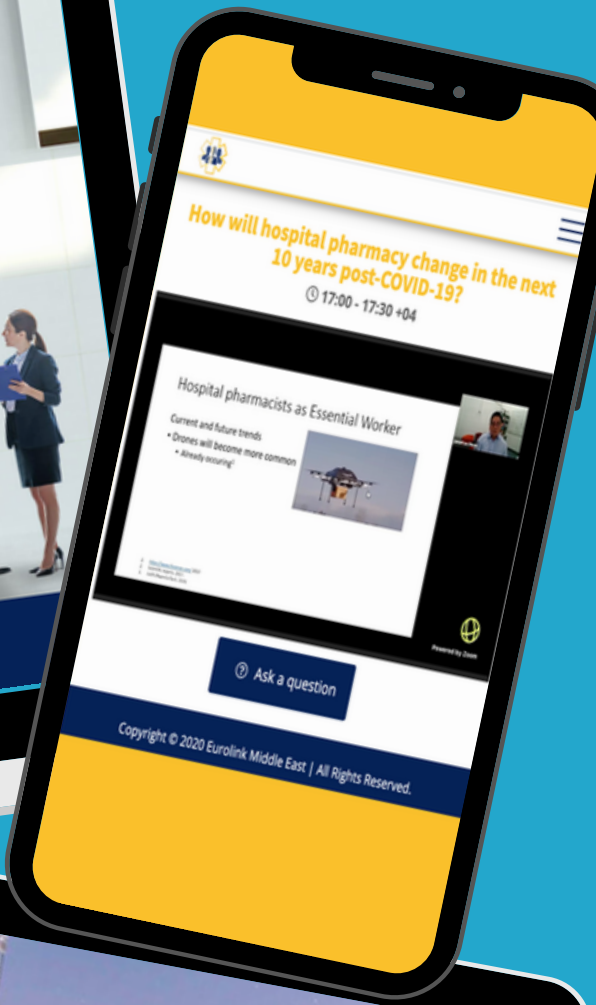 How will hospital pharmacy change in the next
10 years post-COVID-19?
17:00 - 17:30 +04
Hospital pharmacists as Essential Worker
Current and future trends
• Drones will become more common
• Already occuring¹
Powered by Zoom
Ask a question
Copyright © 2020 Eurolink Middle East | All Rights Reserved.